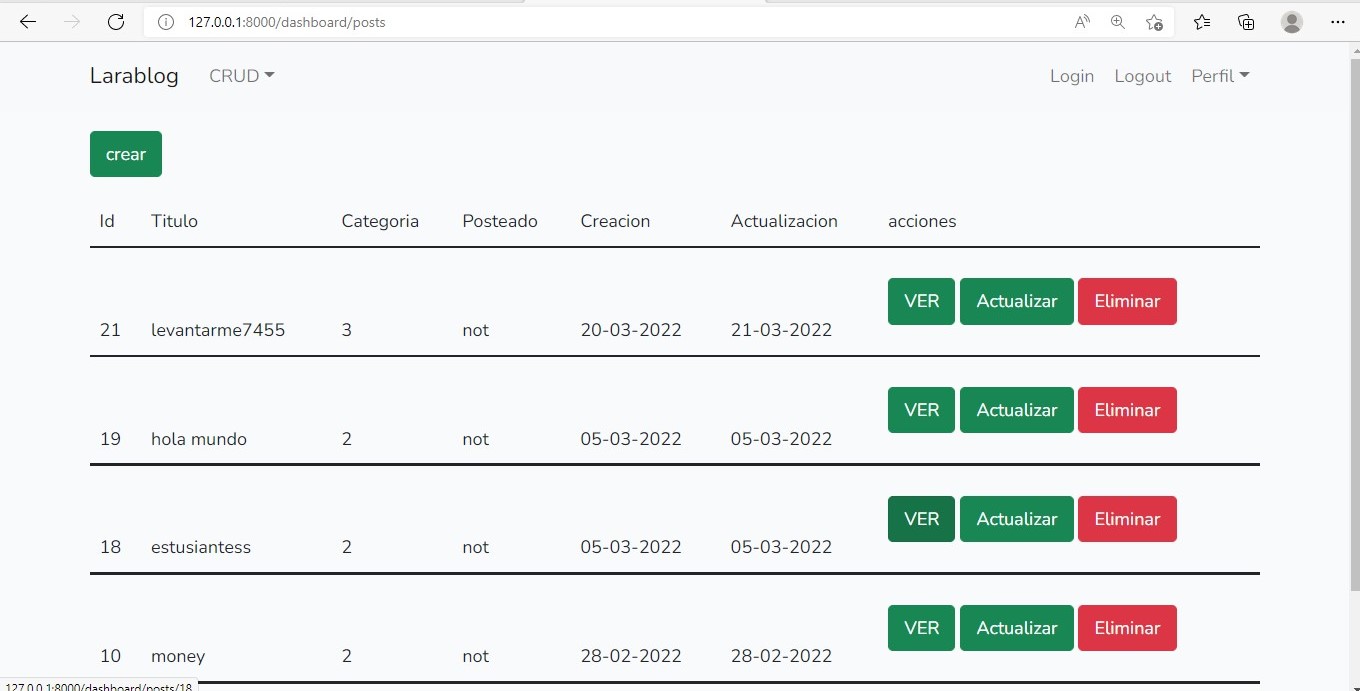 127.0.0.1:8000/dashboard/posts
Larablog CRUD Login Logout Perfil
crear
Id Titulo Categoria Posteado Creacion Actualizacion acciones
21 levantarme7455 3 not 20-03-2022 21-03-2022 VER Actualizar Eliminar
19 hola mundo 2 not 05-03-2022 05-03-2022 VER Actualizar Eliminar
18 estusiantess 2 not 05-03-2022 05-03-2022 VER Actualizar Eliminar
10 money 2 not 28-02-2022 28-02-2022 VER Actualizar Eliminar
127.0.0.1:8000/dashboard/posts/18